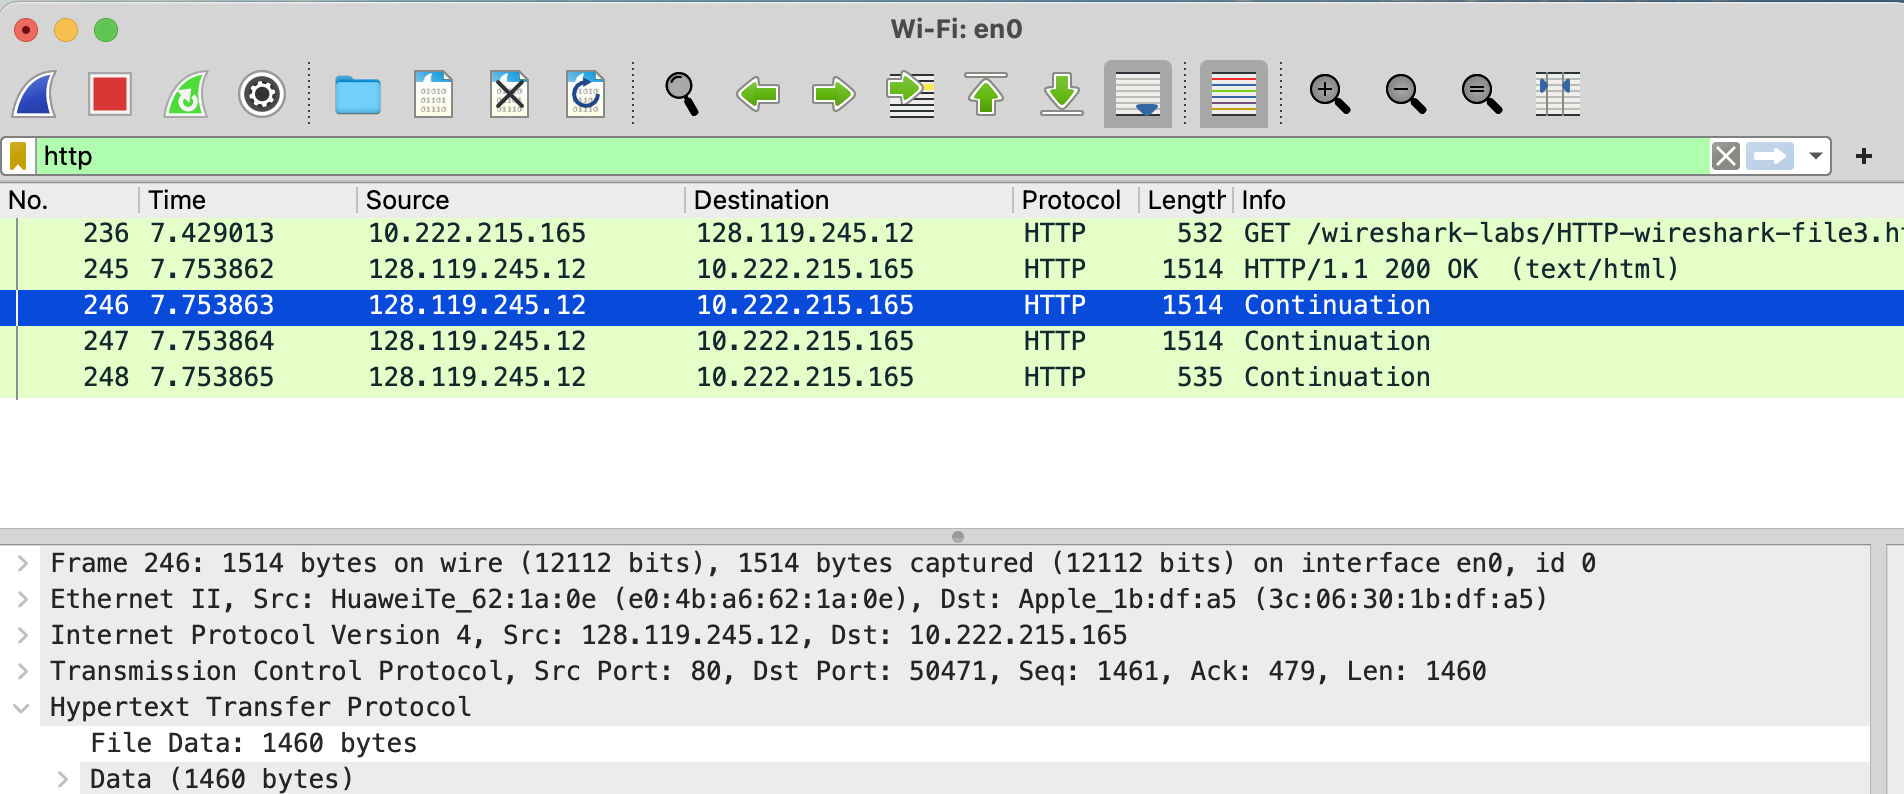 Wi-Fi: en0
http
No. Time Source Destination Protocol Length Info
236 7.429013 10.222.215.165 128.119.245.12 HTTP 532 GET /wireshark-labs/HTTP-wireshark-file3.h
245 7.753862 128.119.245.12 10.222.215.165 HTTP 1514 HTTP/1.1 200 OK (text/html)
246 7.753863 128.119.245.12 10.222.215.165 HTTP 1514 Continuation
247 7.753864 128.119.245.12 10.222.215.165 HTTP 1514 Continuation
248 7.753865 128.119.245.12 10.222.215.165 HTTP 535 Continuation
Frame 246: 1514 bytes on wire (12112 bits), 1514 bytes captured (12112 bits) on interface en0, id 0
Ethernet II, Src: HuaweiTe_62:1a:0e (e0:4b:a6:62:1a:0e), Dst: Apple_1b:df:a5 (3c:06:30:1b:df:a5)
Internet Protocol Version 4, Src: 128.119.245.12, Dst: 10.222.215.165
Transmission Control Protocol, Src Port: 80, Dst Port: 50471, Seq: 1461, Ack: 479, Len: 1460
Hypertext Transfer Protocol
File Data: 1460 bytes
Data (1460 bytes)